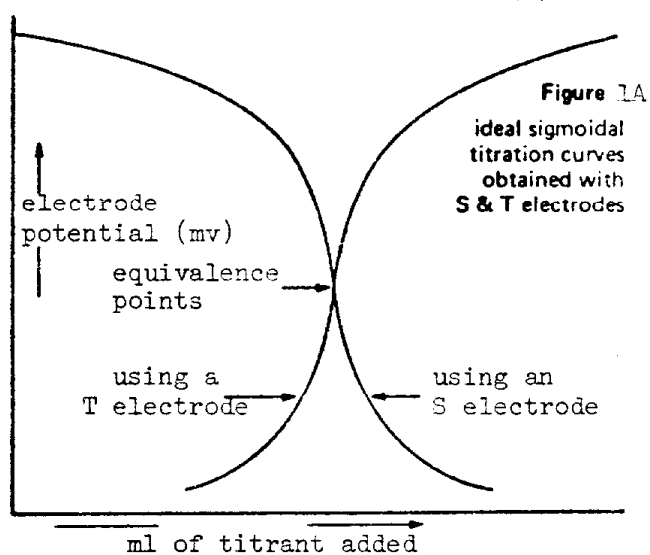 Figure 1A
ideal sigmoidal
titration curves
obtained with
S & T electrodes
electrode
potential (mv)
equivalence
points
using a
T electrode
using an
S electrode
ml of titrant added